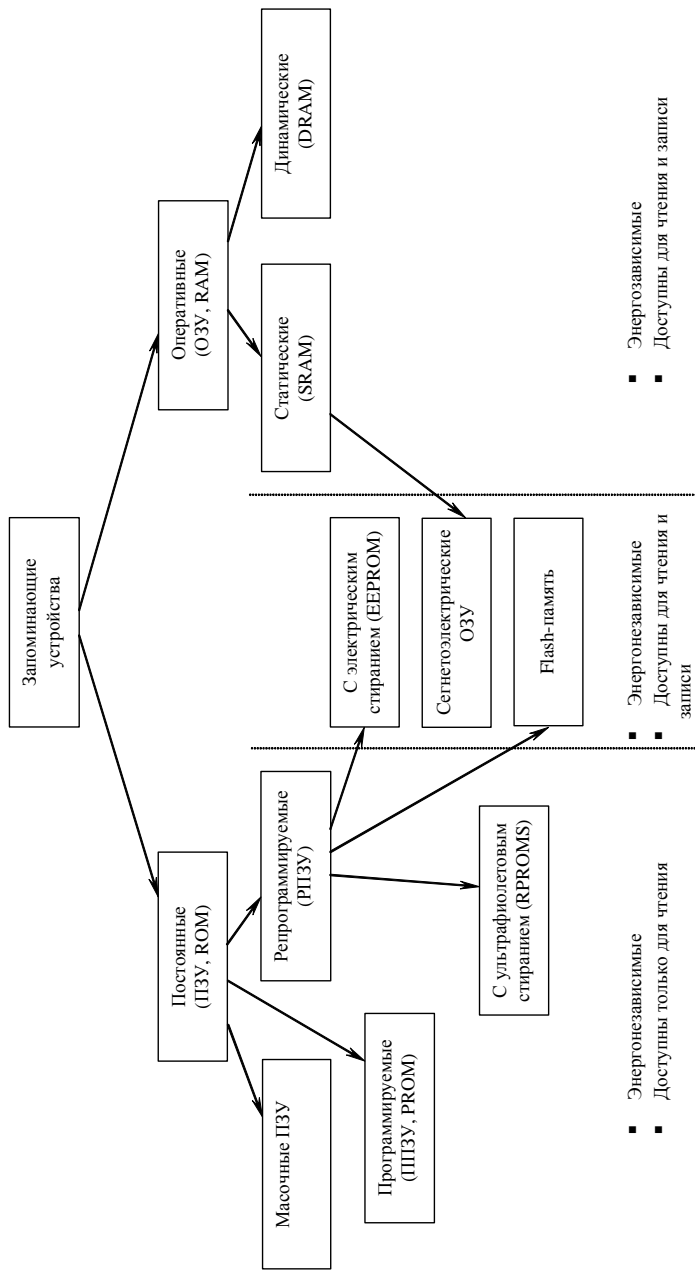 Запоминающие
устройства
Постоянные
(ПЗУ, ROM)
Оперативные
(ОЗУ, RAM)
Масочные ПЗУ
Репрограммируемые
(РПЗУ)
Статические
(SRAM)
Динамические
(DRAM)
Программируемые
(ППЗУ, PROM)
С электрическим
стиранием (EEPROM)
Сегнетоэлектрические
ОЗУ
С ультрафиолетовым
стиранием (RPROMS)
Flash-память
▪ Энергонезависимые
▪ Доступны только для чтения
▪ Энергонезависимые
▪ Доступны для чтения и
записи
▪ Энергозависимые
▪ Доступны для чтения и записи